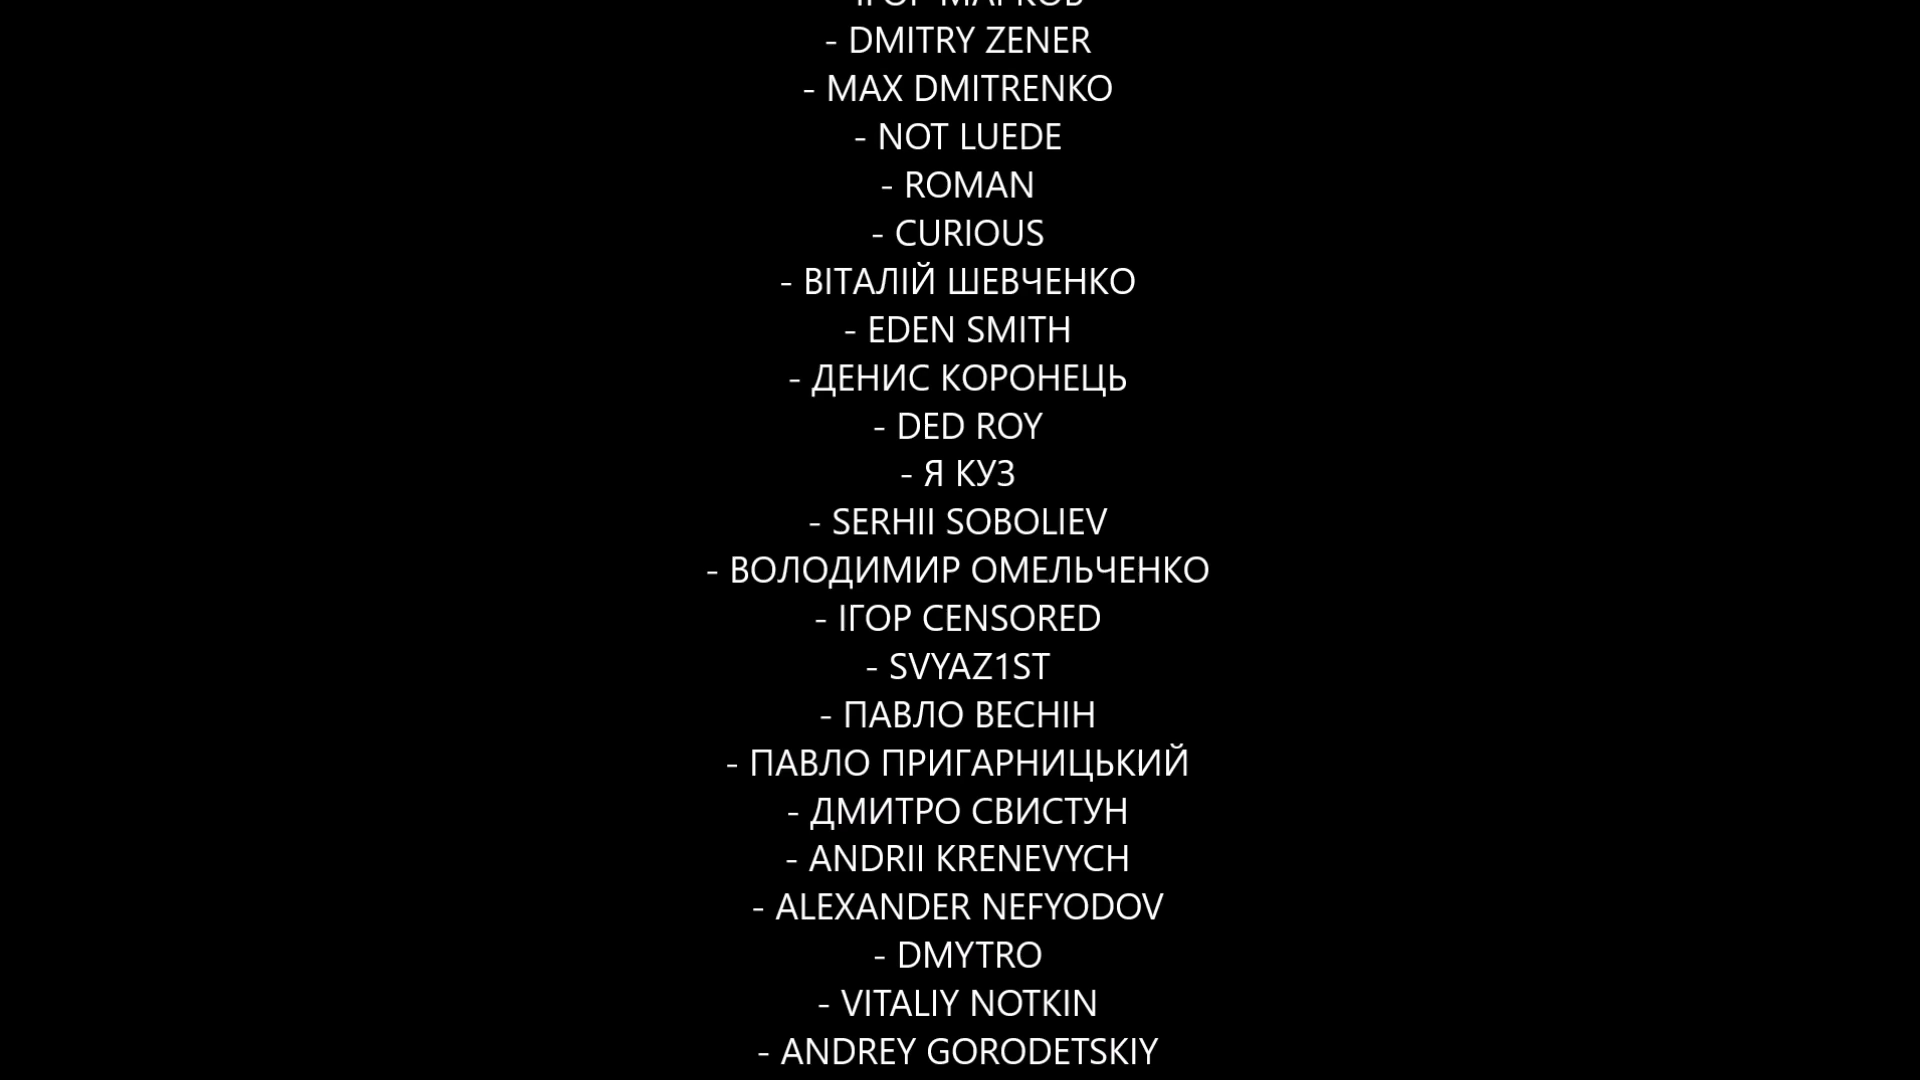 ІГОР МАРКОВ
- DMITRY ZENER
- MAX DMITRENKO
- NOT LUEDE
- ROMAN
- CURIOUS
- ВІТАЛІЙ ШЕВЧЕНКО
- EDEN SMITH
- ДЕНИС КОРОНЕЦЬ
- DED ROY
- Я КУЗ
- SERHII SOBOLIEV
- ВОЛОДИМИР ОМЕЛЬЧЕНКО
- ІГОР CENSORED
- SVYAZ1ST
- ПАВЛО ВЕСНІН
- ПАВЛО ПРИГАРНИЦЬКИЙ
- ДМИТРО СВИСТУН
- ANDRII KRENEVYCH
- ALEXANDER NEFYODOV
- DMYTRO
- VITALIY NOTKIN
- ANDREY GORODETSKIY